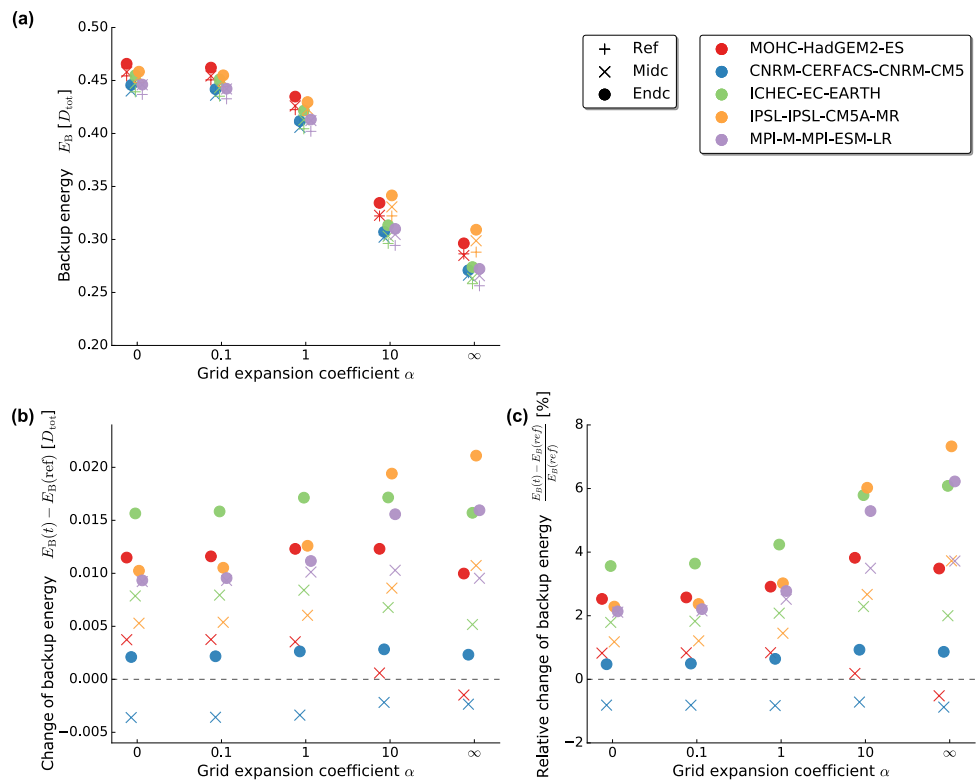 (a)
Backup energy E_B [D_tot]
0.50
0.45
0.40
0.35
0.30
0.25
0.20
0 0.1 1 10 ∞
Grid expansion coefficient α
Ref
Midc
Endc
MOHC-HadGEM2-ES
CNRM-CERFACS-CNRM-CM5
ICHEC-EC-EARTH
IPSL-IPSL-CM5A-MR
MPI-M-MPI-ESM-LR
(b)
Change of backup energy E_B(t) − E_B(ref) [D_tot]
0.020
0.015
0.010
0.005
0.000
−0.005
0 0.1 1 10 ∞
Grid expansion coefficient α
(c)
Relative change of backup energy (E_B(t) − E_B(ref))/E_B(ref) [%]
8
6
4
2
0
−2
0 0.1 1 10 ∞
Grid expansion coefficient α